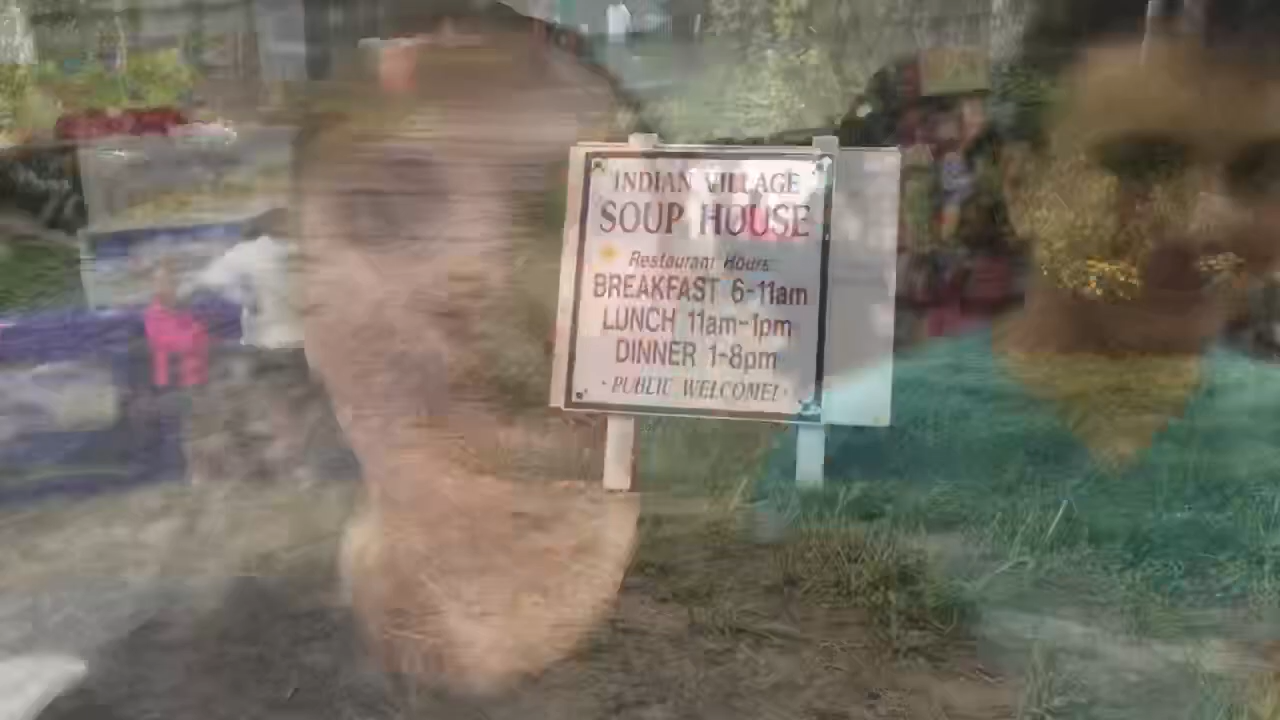 INDIAN VILLAGE
SOUP HOUSE
Restaurant Hours
BREAKFAST 6-11am
LUNCH 11am-1pm
DINNER 1-8pm
- PUBLIC WELCOME! -